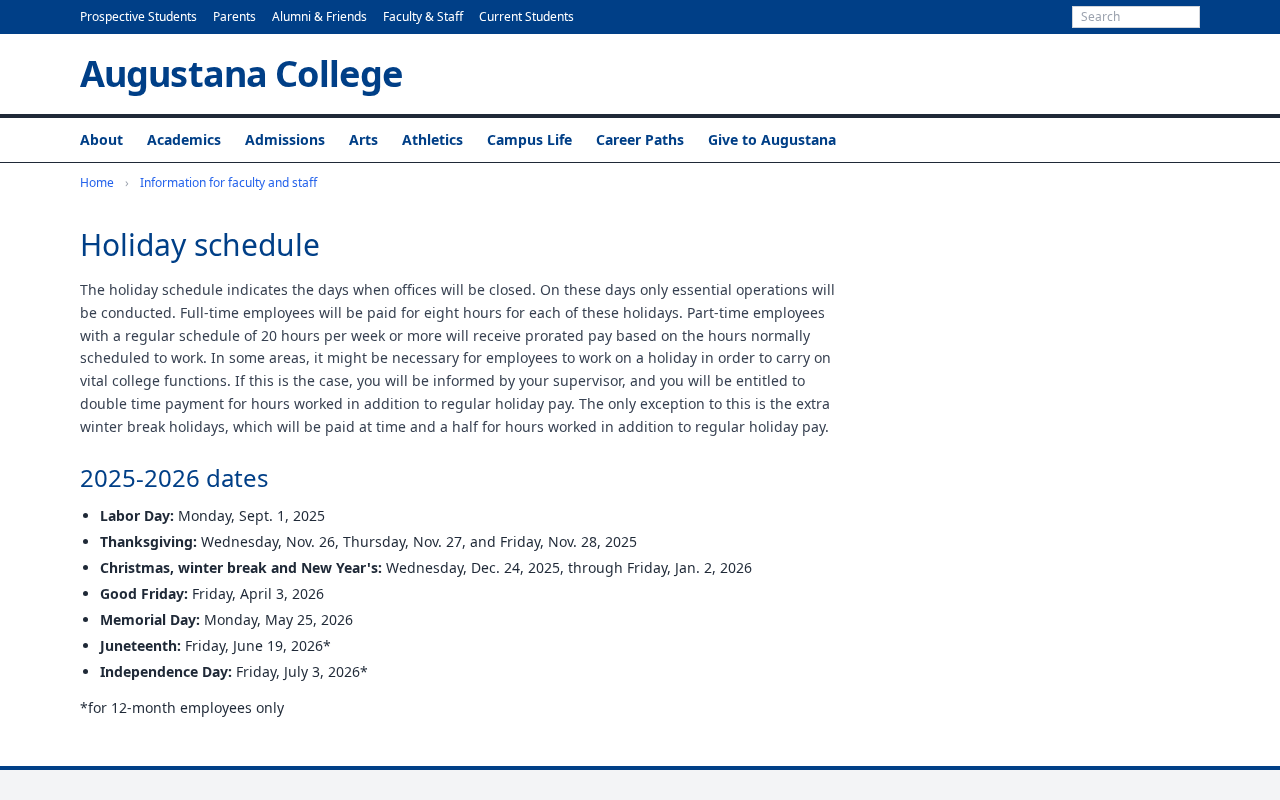 Prospective Students Parents Alumni & Friends Faculty & Staff Current Students Search
Augustana College
About Academics Admissions Arts Athletics Campus Life Career Paths Give to Augustana
Home › Information for faculty and staff
Holiday schedule
The holiday schedule indicates the days when offices will be closed. On these days only essential operations will
be conducted. Full-time employees will be paid for eight hours for each of these holidays. Part-time employees
with a regular schedule of 20 hours per week or more will receive prorated pay based on the hours normally
scheduled to work. In some areas, it might be necessary for employees to work on a holiday in order to carry on
vital college functions. If this is the case, you will be informed by your supervisor, and you will be entitled to
double time payment for hours worked in addition to regular holiday pay. The only exception to this is the extra
winter break holidays, which will be paid at time and a half for hours worked in addition to regular holiday pay.
2025-2026 dates
• Labor Day: Monday, Sept. 1, 2025
• Thanksgiving: Wednesday, Nov. 26, Thursday, Nov. 27, and Friday, Nov. 28, 2025
• Christmas, winter break and New Year's: Wednesday, Dec. 24, 2025, through Friday, Jan. 2, 2026
• Good Friday: Friday, April 3, 2026
• Memorial Day: Monday, May 25, 2026
• Juneteenth: Friday, June 19, 2026*
• Independence Day: Friday, July 3, 2026*
*for 12-month employees only